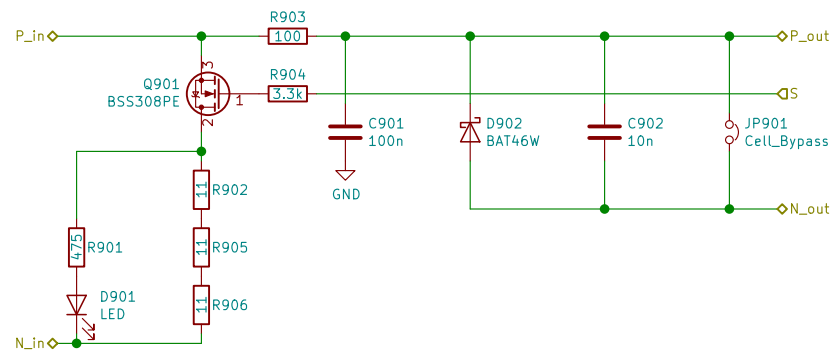 R903
P_in
100
P_out
3
Q901
BSS308PE
R904
1
3.3k
S
2
C901
100n
D902
BAT46W
C902
10n
JP901
Cell_Bypass
11
R902
GND
N_out
475
R901
11
R905
D901
LED
11
R906
N_in